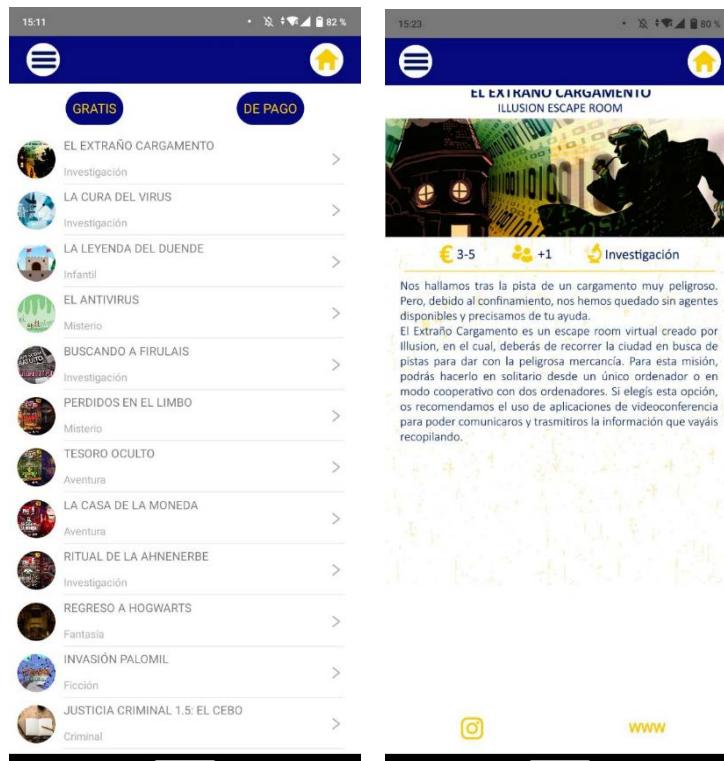 15:11
82 %
GRATIS
DE PAGO
EL EXTRAÑO CARGAMENTO
Investigación
LA CURA DEL VIRUS
Investigación
LA LEYENDA DEL DUENDE
Infantil
EL ANTIVIRUS
Misterio
BUSCANDO A FIRULAIS
Investigación
PERDIDOS EN EL LIMBO
Misterio
TESORO OCULTO
Aventura
LA CASA DE LA MONEDA
Aventura
RITUAL DE LA AHNENERBE
Investigación
REGRESO A HOGWARTS
Fantasía
INVASIÓN PALOMIL
Ficción
JUSTICIA CRIMINAL 1.5: EL CEBO
Criminal
15:23
80 %
EL EXTRAÑO CARGAMENTO
ILLUSION ESCAPE ROOM
€ 3-5
+1
Investigación
Nos hallamos tras la pista de un cargamento muy peligroso.
Pero, debido al confinamiento, nos hemos quedado sin agentes
disponibles y precisamos de tu ayuda.
El Extraño Cargamento es un escape room virtual creado por
Illusion, en el cual, deberás de recorrer la ciudad en busca de
pistas para dar con la peligrosa mercancía. Para esta misión,
podrás hacerlo en solitario desde un único ordenador o en
modo cooperativo con dos ordenadores. Si elegís esta opción,
os recomendamos el uso de aplicaciones de videoconferencia
para poder comunicaros y trasmitiros la información que vayáis
recopilando.
www